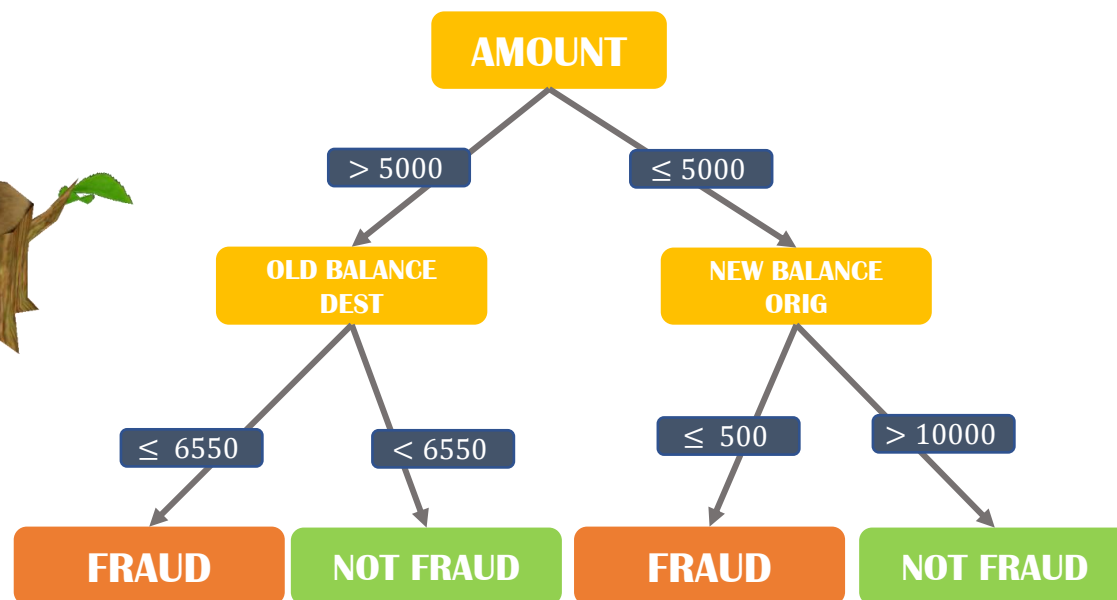 AMOUNT
> 5000
≤ 5000
OLD BALANCE
DEST
NEW BALANCE
ORIG
≤ 6550
< 6550
≤ 500
> 10000
FRAUD
NOT FRAUD
FRAUD
NOT FRAUD